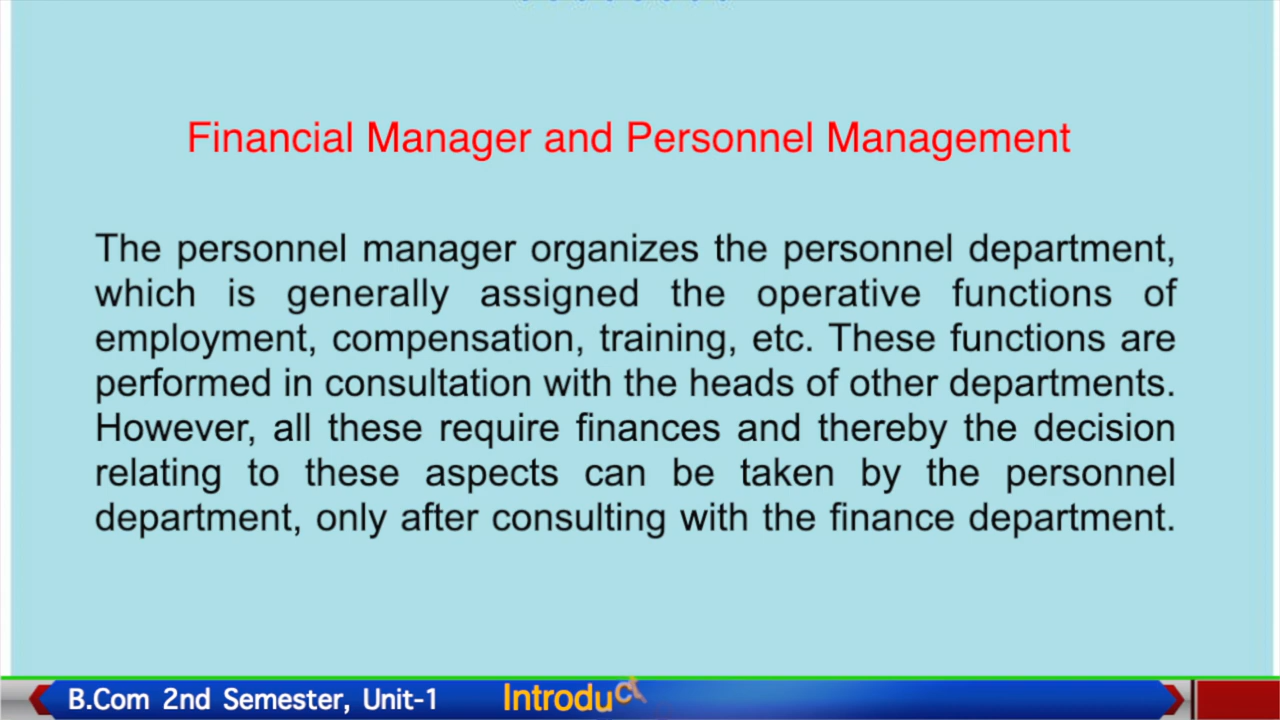 Financial Manager and Personnel Management
The personnel manager organizes the personnel department,
which is generally assigned the operative functions of
employment, compensation, training, etc. These functions are
performed in consultation with the heads of other departments.
However, all these require finances and thereby the decision
relating to these aspects can be taken by the personnel
department, only after consulting with the finance department.
B.Com 2nd Semester, Unit-1 Introduc